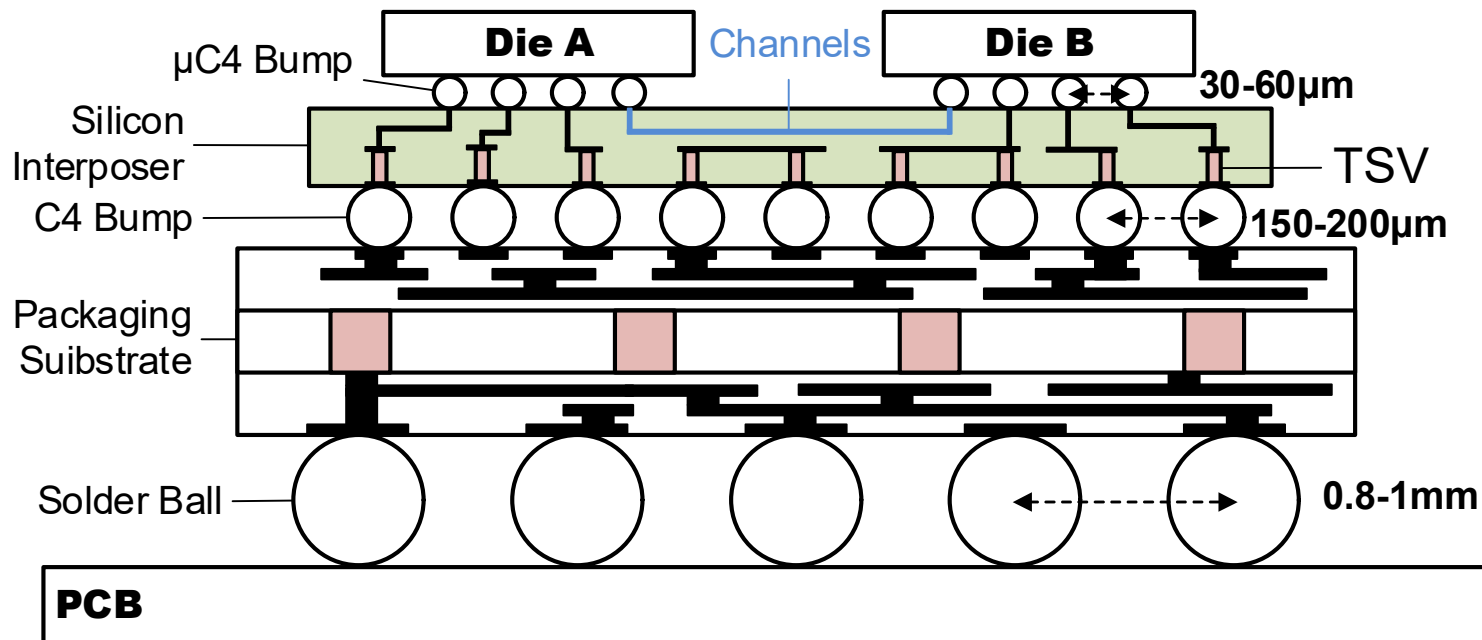 Die A
Channels
Die B
µC4 Bump
30-60µm
Silicon
Interposer
TSV
C4 Bump
150-200µm
Packaging
Suibstrate
Solder Ball
0.8-1mm
PCB